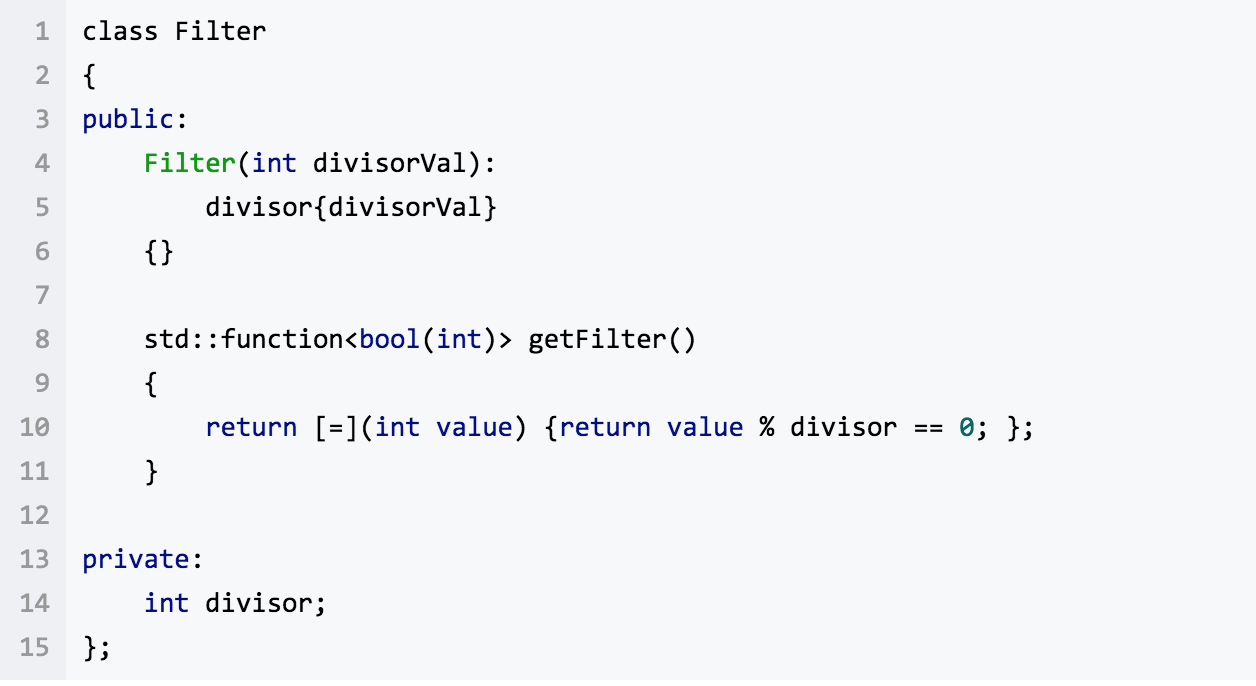 1 class Filter
2 {
3 public:
4     Filter(int divisorVal):
5         divisor{divisorVal}
6     {}
7
8     std::function<bool(int)> getFilter()
9     {
10         return [=](int value) {return value % divisor == 0; };
11     }
12
13 private:
14     int divisor;
15 };